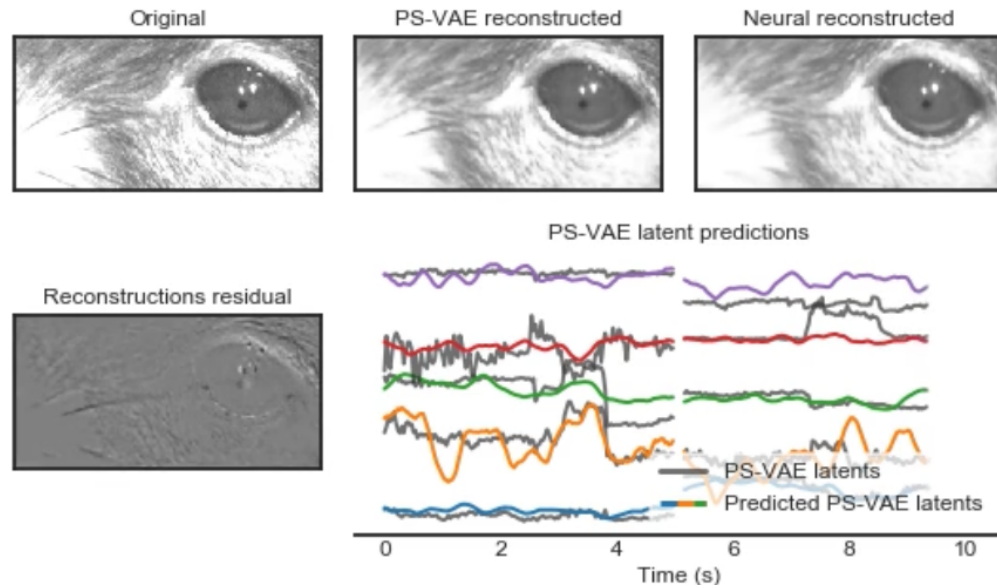 Original
PS-VAE reconstructed
Neural reconstructed
PS-VAE latent predictions
Reconstructions residual
PS-VAE latents
Predicted PS-VAE latents
0 2 4 6 8 10
Time (s)